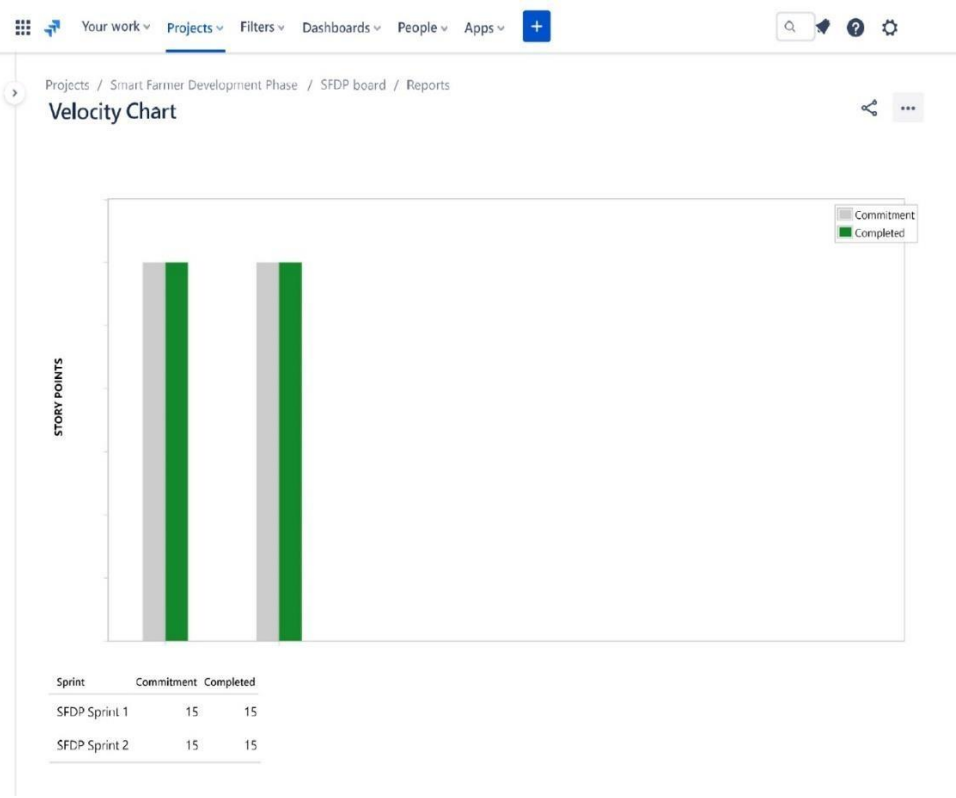 Your work Projects Filters Dashboards People Apps +
Projects / Smart Farmer Development Phase / SFDP board / Reports
Velocity Chart
Commitment
Completed
STORY POINTS
Sprint Commitment Completed
SFDP Sprint 1 15 15
SFDP Sprint 2 15 15